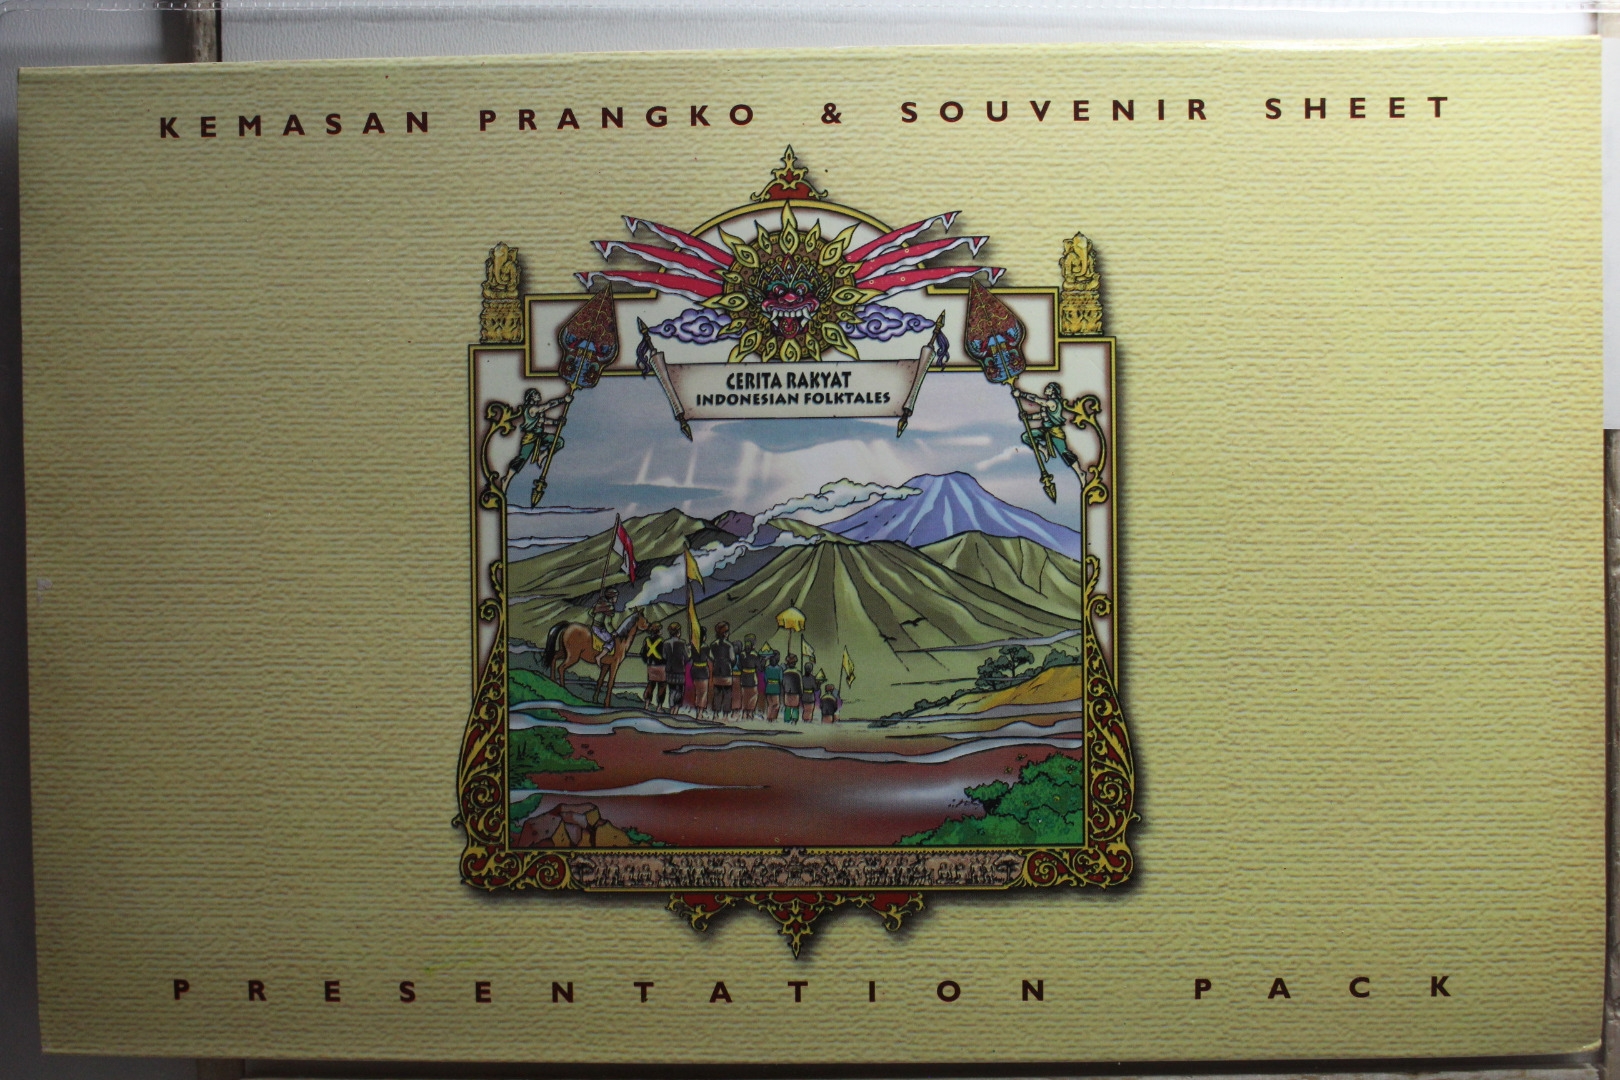 KEMASAN PRANGKO & SOUVENIR SHEET
CERITA RAKYAT
INDONESIAN FOLKTALES
PRESENTATION PACK